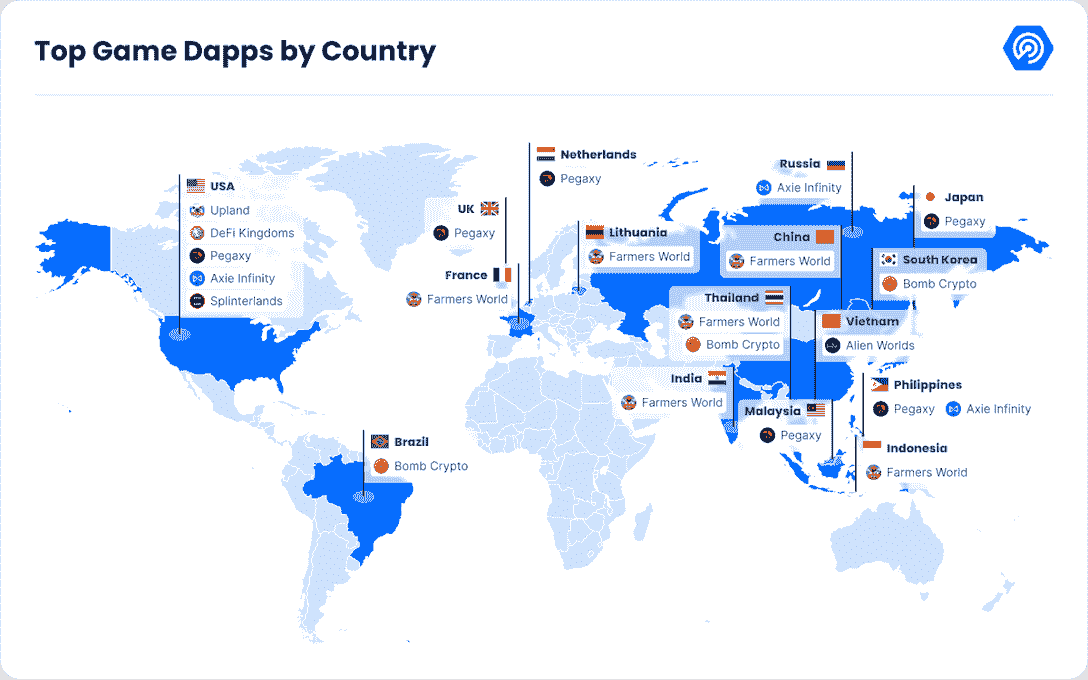 Top Game Dapps by Country
USA
Upland
DeFi Kingdoms
Pegaxy
Axie Infinity
Splinterlands
UK
Pegaxy
France
Farmers World
Netherlands
Pegaxy
Lithuania
Farmers World
Russia
Axie Infinity
China
Farmers World
Japan
Pegaxy
South Korea
Bomb Crypto
Thailand
Farmers World
Bomb Crypto
Vietnam
Alien Worlds
India
Farmers World
Malaysia
Pegaxy
Philippines
Pegaxy Axie Infinity
Indonesia
Farmers World
Brazil
Bomb Crypto